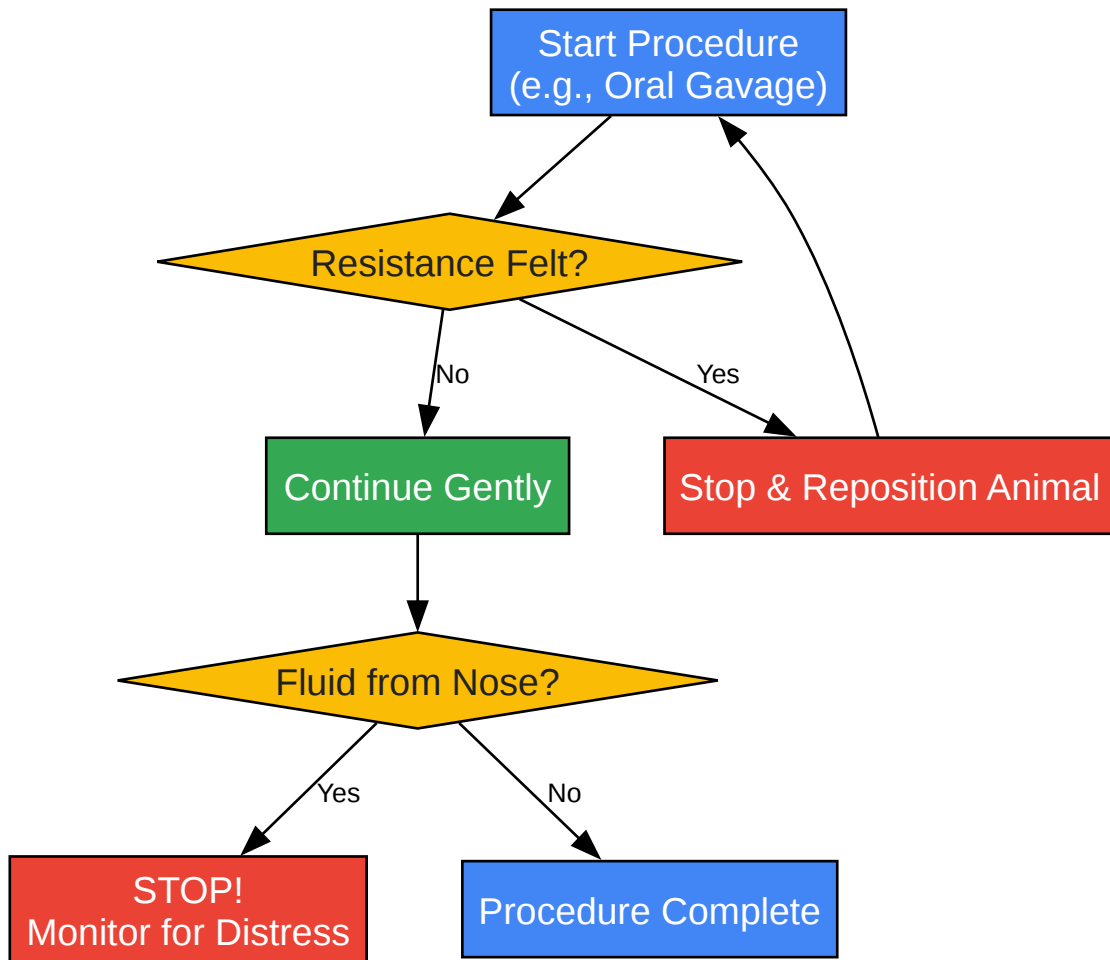 Start Procedure
(e.g., Oral Gavage)
Resistance Felt?
No
Yes
Continue Gently
Stop & Reposition Animal
Fluid from Nose?
Yes
No
STOP!
Monitor for Distress
Procedure Complete